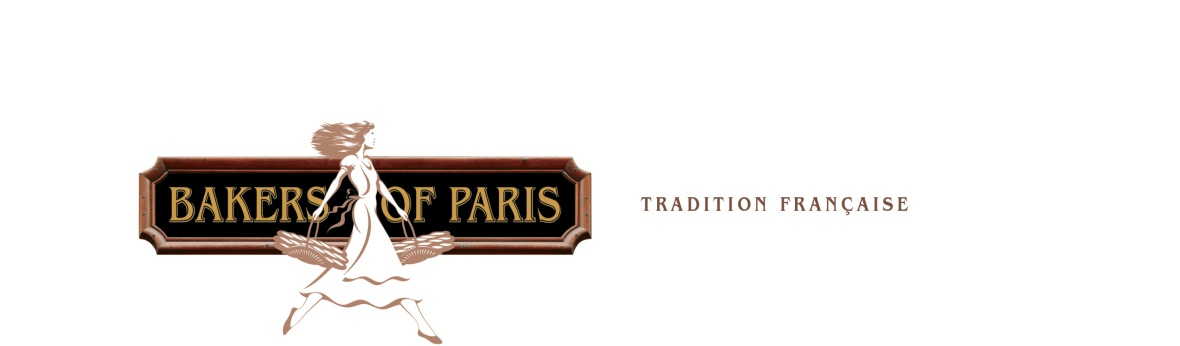 BAKERS OF PARIS
TRADITION FRANÇAISE